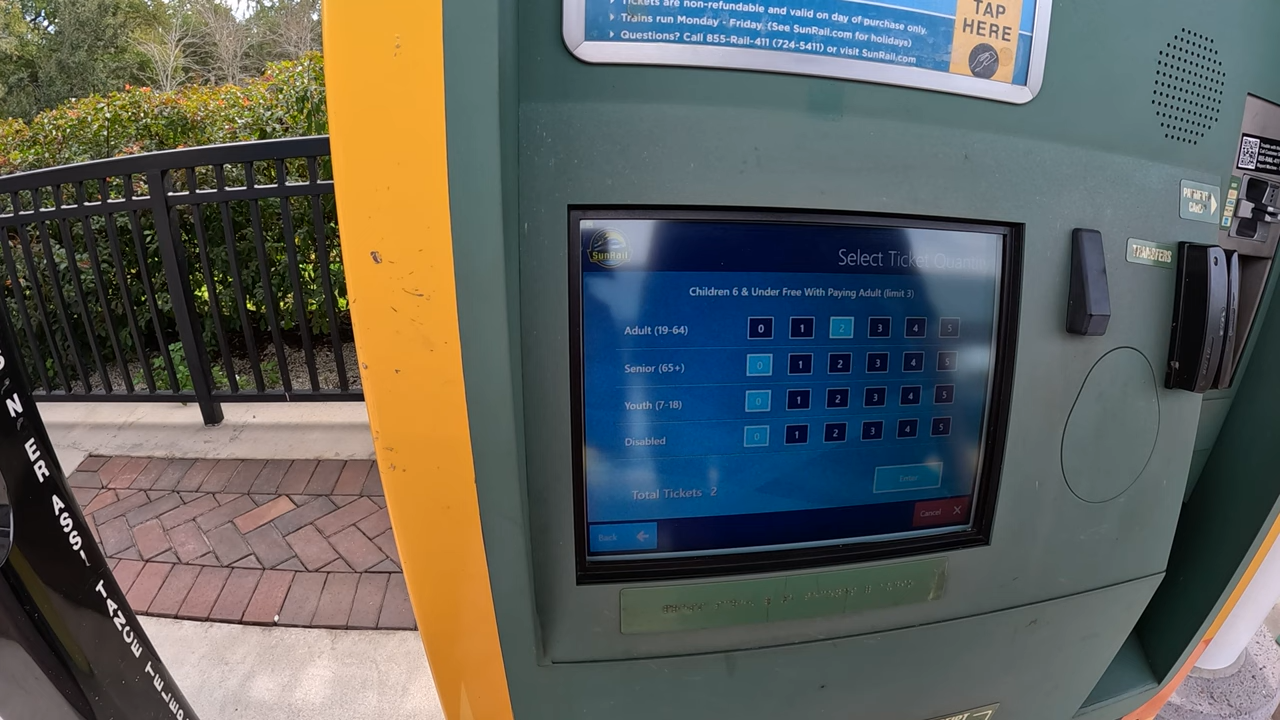 Tickets are non-refundable and valid on day of purchase only.
Trains run Monday - Friday. (See SunRail.com for holidays)
Questions? Call 855-Rail-411 (724-5411) or visit SunRail.com
TAP
HERE
PAYMENT
CARD
TRANSFERS
SunRail
Select Ticket
Children 6 & Under Free With Paying Adult (limit 3)
Adult (19-64) 0 1 2 3 4 5
Senior (65+) 0 1 2 3 4 5
Youth (7-18) 0 1 2 3 4 5
Disabled 0 1 2 3 4 5
Enter
Total Tickets 2
Cancel X
Back